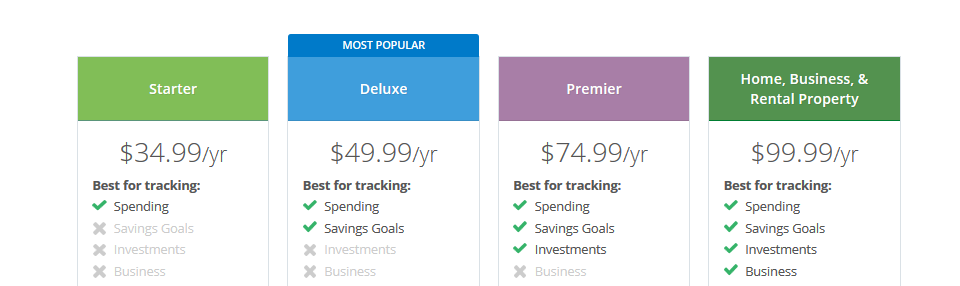 MOST POPULAR
Starter
$34.99/yr
Best for tracking:
Spending
Savings Goals
Investments
Business
Deluxe
$49.99/yr
Best for tracking:
Spending
Savings Goals
Investments
Business
Premier
$74.99/yr
Best for tracking:
Spending
Savings Goals
Investments
Business
Home, Business, &
Rental Property
$99.99/yr
Best for tracking:
Spending
Savings Goals
Investments
Business